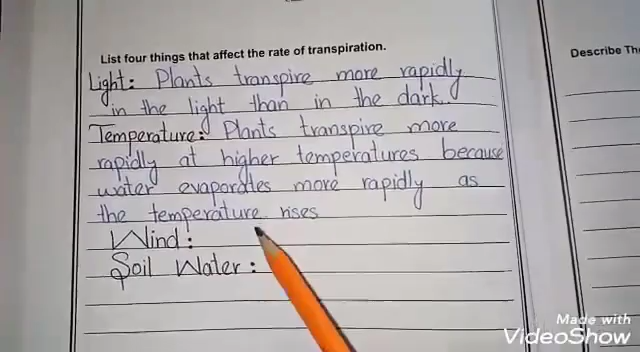 List four things that affect the rate of transpiration.
Describe The
Light: Plants transpire more rapidly
in the light than in the dark.
Temperature: Plants transpire more
rapidly at higher temperatures because
water evaporates more rapidly as
the temperature rises
Wind:
Soil Water:
Made with
VideoShow